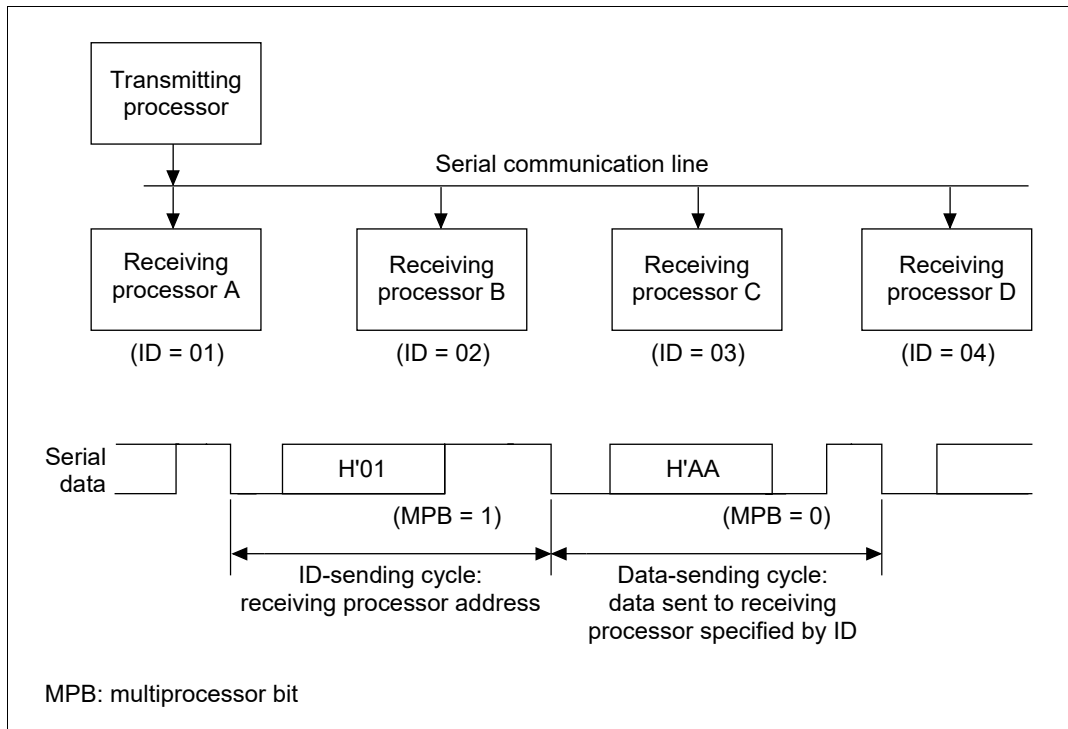 Transmitting
processor
Serial communication line
Receiving
processor A
Receiving
processor B
Receiving
processor C
Receiving
processor D
(ID = 01)
(ID = 02)
(ID = 03)
(ID = 04)
Serial
data
H'01
H'AA
(MPB = 1)
(MPB = 0)
ID-sending cycle:
receiving processor address
Data-sending cycle:
data sent to receiving
processor specified by ID
MPB: multiprocessor bit